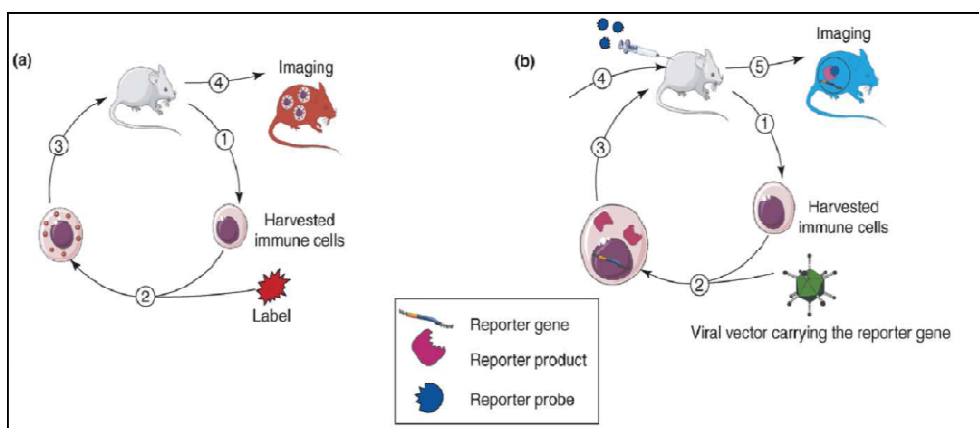 (a)
Imaging
4
1
3
Harvested
immune cells
2
Label
(b)
Imaging
4
5
1
3
Harvested
immune cells
2
Viral vector carrying the reporter gene
Reporter gene
Reporter product
Reporter probe